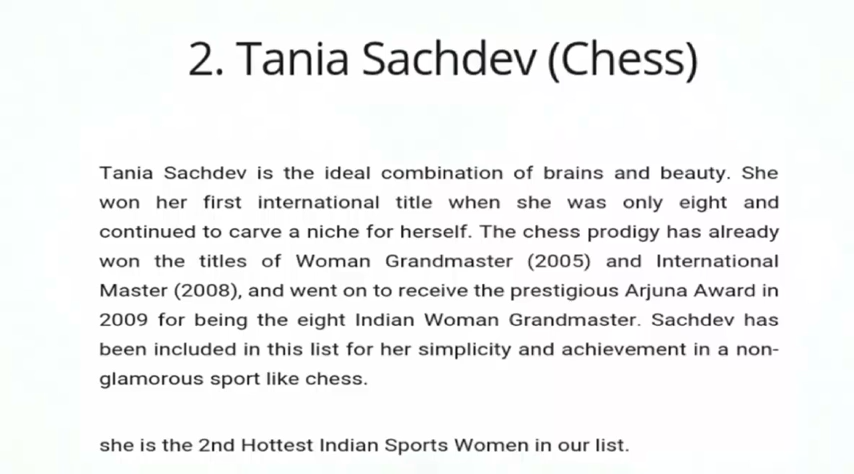 2. Tania Sachdev (Chess)
Tania Sachdev is the ideal combination of brains and beauty. She
won her first international title when she was only eight and
continued to carve a niche for herself. The chess prodigy has already
won the titles of Woman Grandmaster (2005) and International
Master (2008), and went on to receive the prestigious Arjuna Award in
2009 for being the eight Indian Woman Grandmaster. Sachdev has
been included in this list for her simplicity and achievement in a non-
glamorous sport like chess.
she is the 2nd Hottest Indian Sports Women in our list.